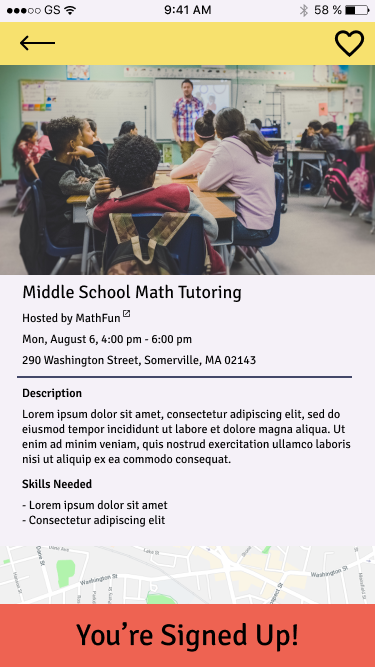 GS 9:41 AM 58 %
Middle School Math Tutoring
Hosted by MathFun
Mon, August 6, 4:00 pm - 6:00 pm
290 Washington Street, Somerville, MA 02143
Description
Lorem ipsum dolor sit amet, consectetur adipiscing elit, sed do
eiusmod tempor incididunt ut labore et dolore magna aliqua. Ut
enim ad minim veniam, quis nostrud exercitation ullamco laboris
nisi ut aliquip ex ea commodo consequat.
Skills Needed
- Lorem ipsum dolor sit amet
- Consectetur adipiscing elit
Lake St
Washington St
Washington St
You're Signed Up!